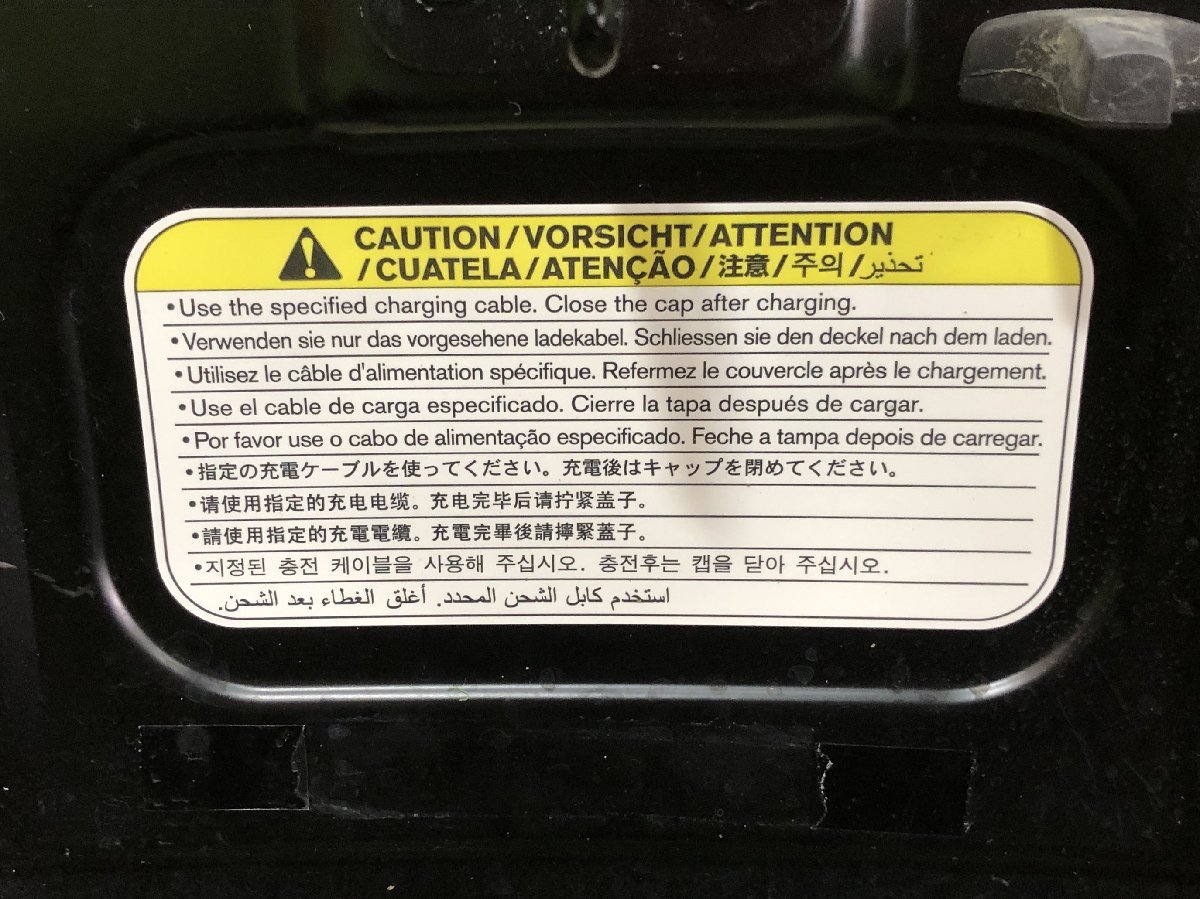 CAUTION/VORSICHT/ATTENTION
/CUATELA/ATENÇÃO/注意/주의/تحذير
•Use the specified charging cable. Close the cap after charging.
•Verwenden sie nur das vorgesehene ladekabel. Schliessen sie den deckel nach dem laden.
•Utilisez le câble d'alimentation spécifique. Refermez le couvercle après le chargement.
•Use el cable de carga especificado. Cierre la tapa después de cargar.
•Por favor use o cabo de alimentação especificado. Feche a tampa depois de carregar.
•指定の充電ケーブルを使ってください。充電後はキャップを閉めてください。
•请使用指定的充电电缆。充电完毕后请拧紧盖子。
•請使用指定的充電電纜。充電完畢後請擰緊蓋子。
•지정된 충전 케이블을 사용해 주십시오. 충전후는 캡을 닫아 주십시오.
استخدم كابل الشحن المحدد. أغلق الغطاء بعد الشحن.